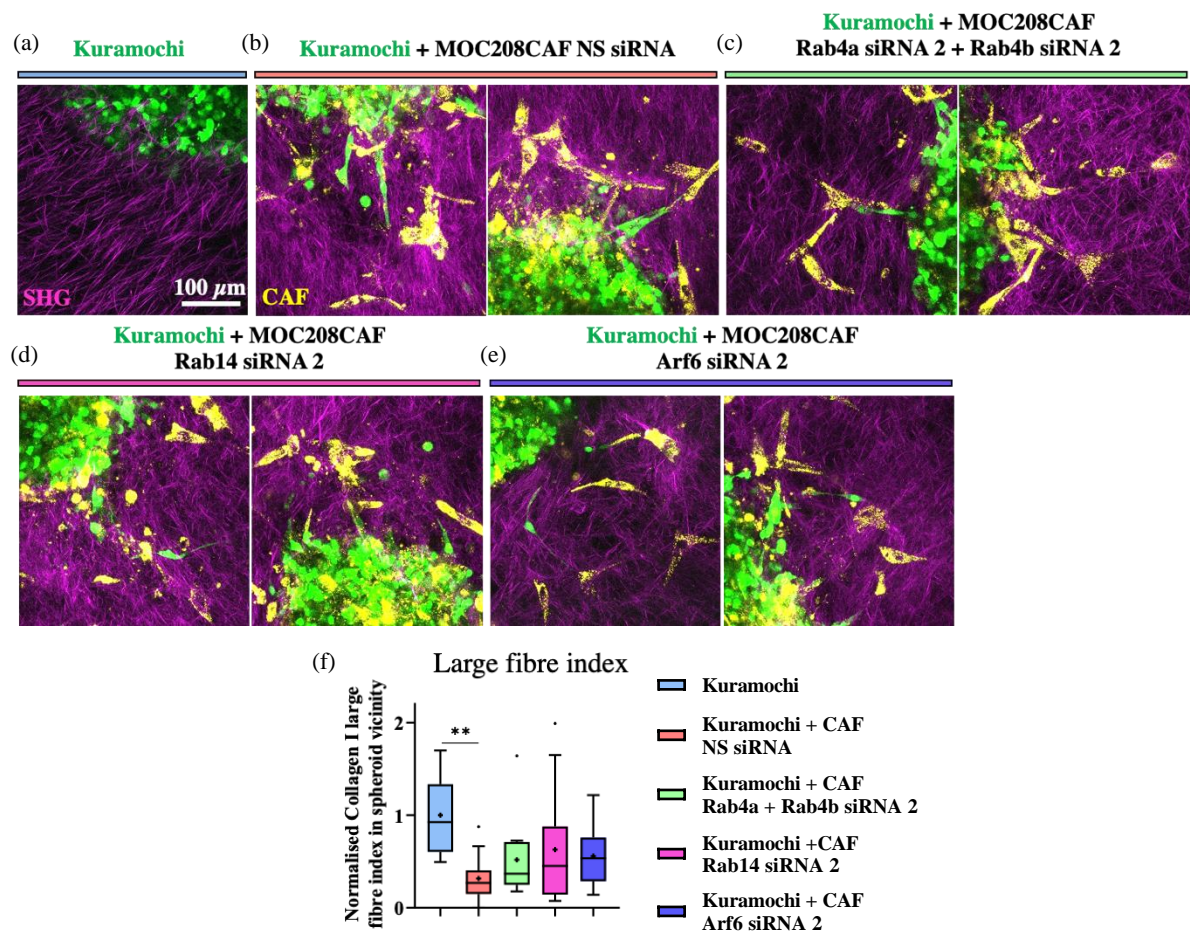 (a) Kuramochi
(b) Kuramochi + MOC208CAF NS siRNA
(c) Kuramochi + MOC208CAF
Rab4a siRNA 2 + Rab4b siRNA 2
SHG
100 µm
CAF
(d) Kuramochi + MOC208CAF
Rab14 siRNA 2
(e) Kuramochi + MOC208CAF
Arf6 siRNA 2
(f) Large fibre index
Normalised Collagen I large
fibre index in spheroid vicinity
2
1
0
**
Kuramochi
Kuramochi + CAF
NS siRNA
Kuramochi + CAF
Rab4a + Rab4b siRNA 2
Kuramochi +CAF
Rab14 siRNA 2
Kuramochi + CAF
Arf6 siRNA 2